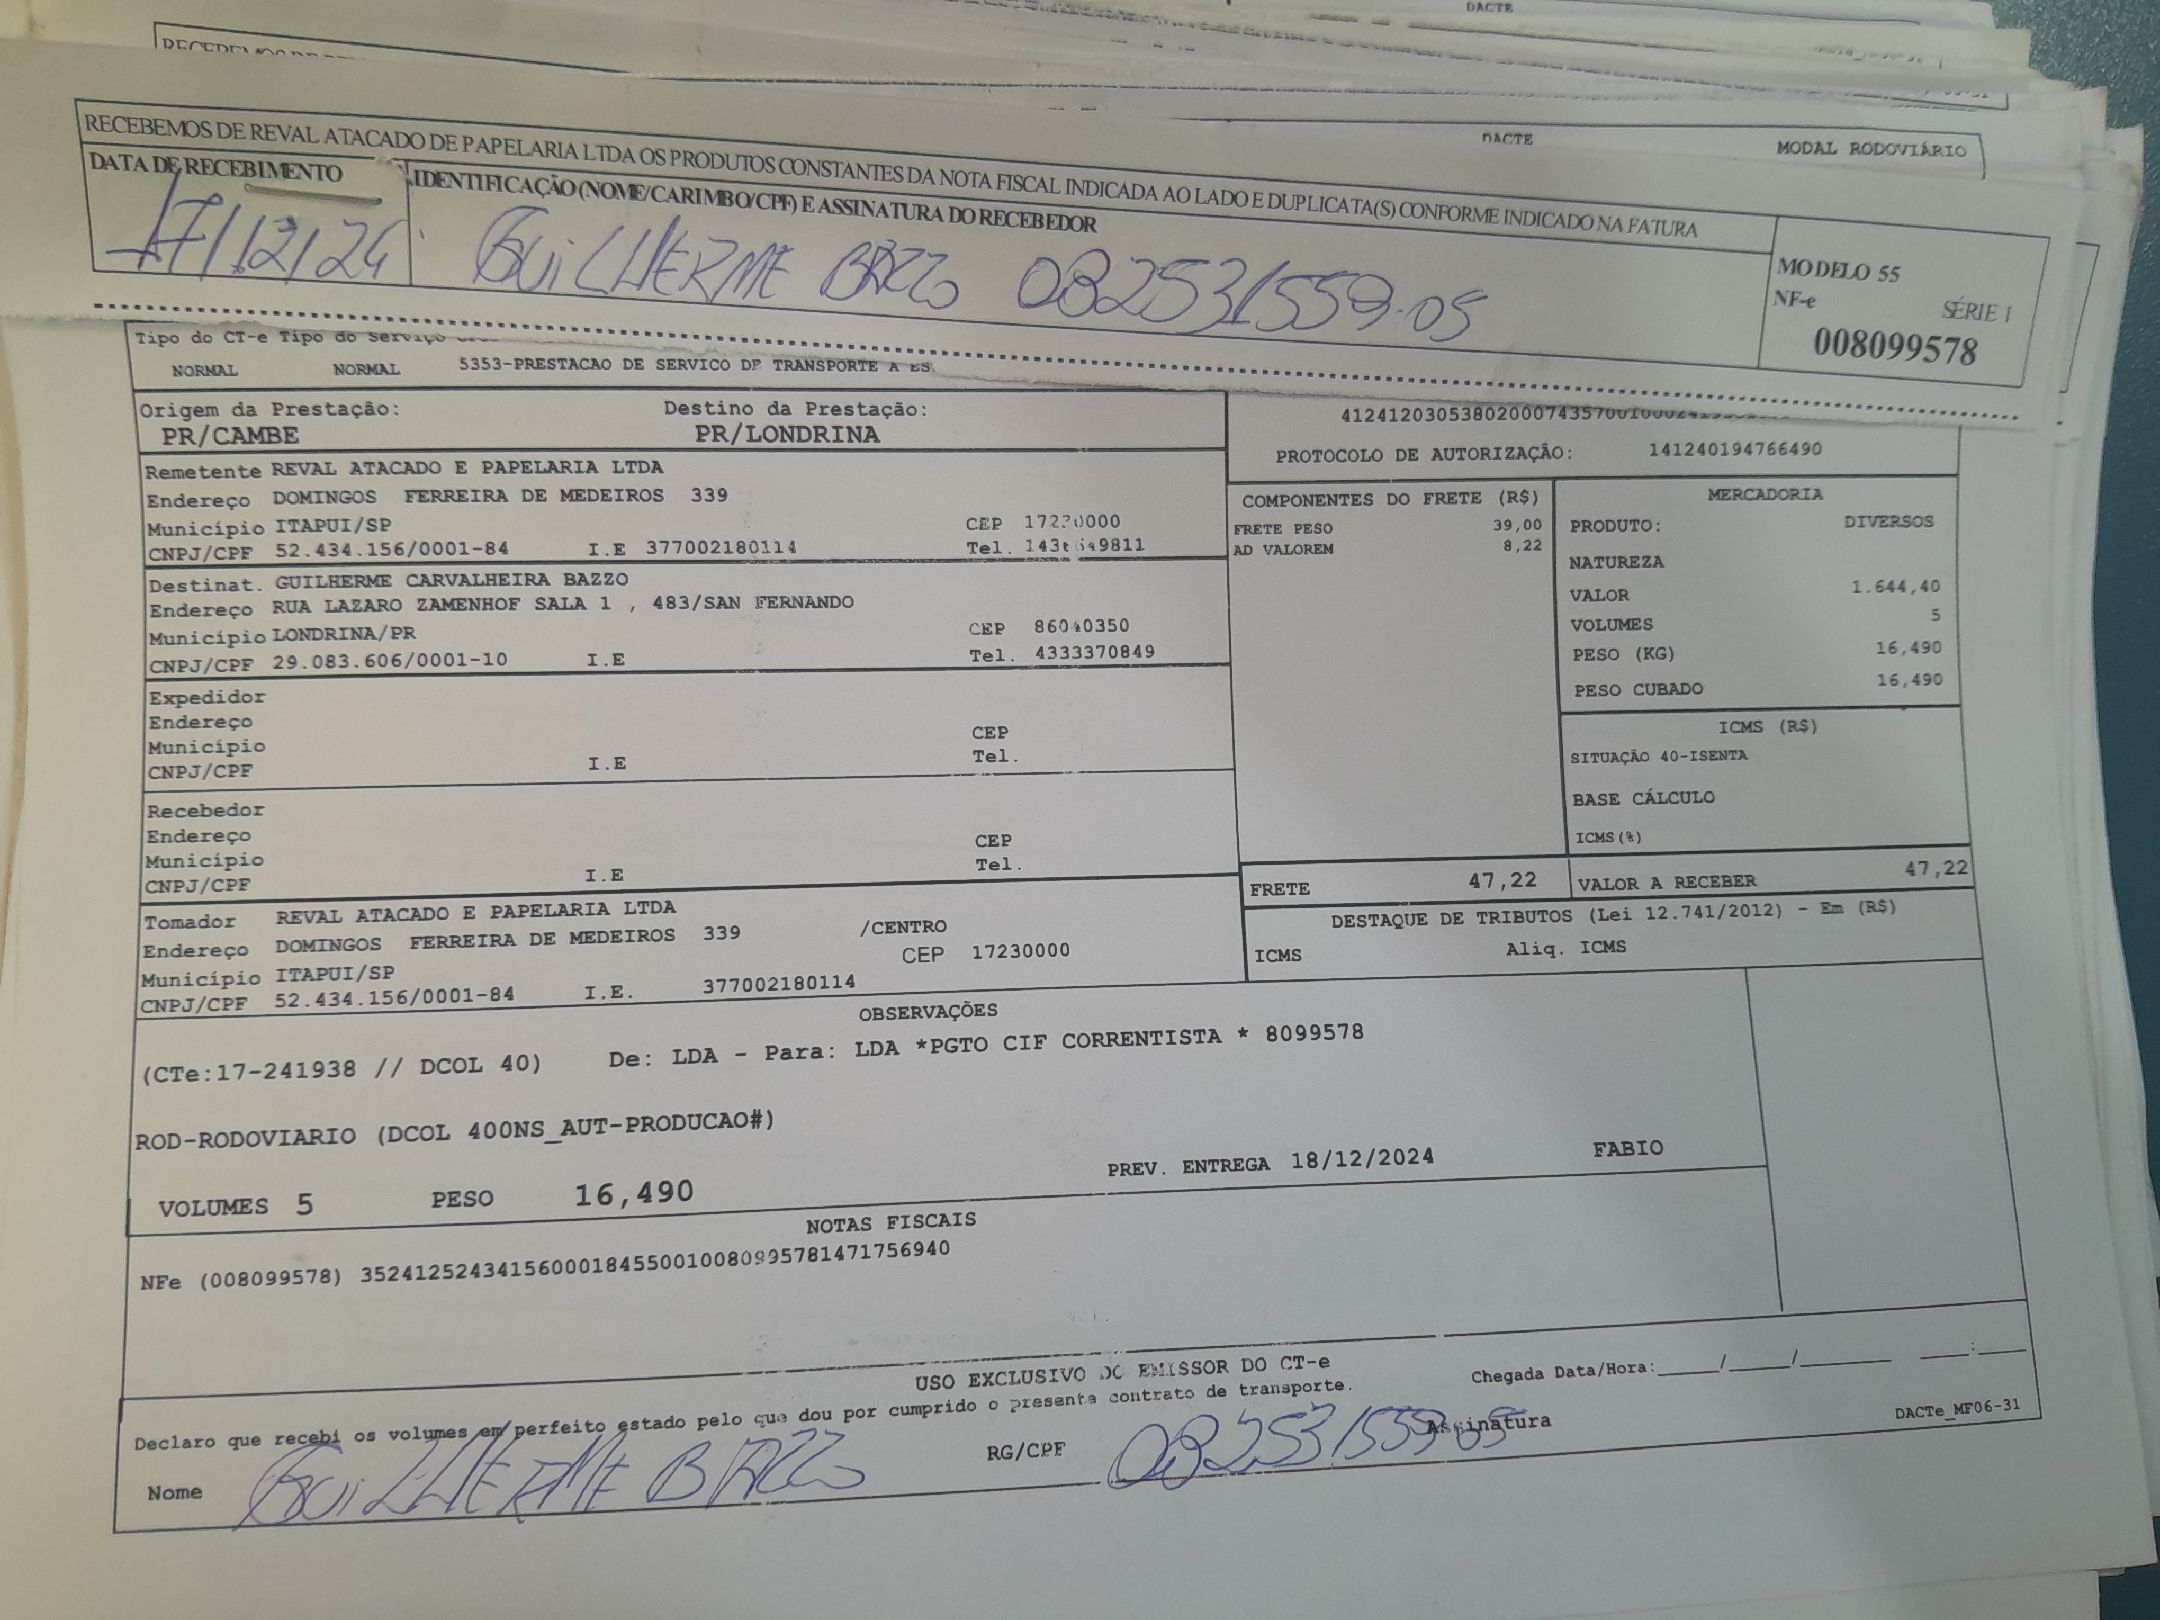 DACTE
DACTE
MODAL RODOVIÁRIO
RECEBEMOS DE REVAL ATACADO DE PAPELARIA LTDA OS PRODUTOS CONSTANTES DA NOTA FISCAL INDICADA AO LADO E DUPLICATA(S) CONFORME INDICADO NA FATURA
DATA DE RECEBIMENTO
IDENTIFICAÇÃO (NOME/CARIMBO/CPF) E ASSINATURA DO RECEBEDOR
17/12/24
GUILHERME BAZZO 082531559-05
MODELO 55
NF-e SÉRIE 1
008099578
Tipo do CT-e Tipo do Serviço
NORMAL NORMAL 5353-PRESTACAO DE SERVICO DE TRANSPORTE A ES
Origem da Prestação: Destino da Prestação:
PR/CAMBE PR/LONDRINA
PROTOCOLO DE AUTORIZAÇÃO: 141240194766490
Remetente REVAL ATACADO E PAPELARIA LTDA
Endereço DOMINGOS FERREIRA DE MEDEIROS 339
Município ITAPUI/SP CEP
CNPJ/CPF 52.434.156/0001-84 I.E 377002180114 Tel.
Destinat. GUILHERME CARVALHEIRA BAZZO
Endereço RUA LAZARO ZAMENHOF SALA 1 , 483/SAN FERNANDO
Município LONDRINA/PR CEP 86040350
CNPJ/CPF 29.083.606/0001-10 I.E Tel. 4333370849
Expedidor
Endereço
Município CEP
CNPJ/CPF I.E Tel.
Recebedor
Endereço
Município CEP
CNPJ/CPF I.E Tel.
Tomador REVAL ATACADO E PAPELARIA LTDA
Endereço DOMINGOS FERREIRA DE MEDEIROS 339 /CENTRO
Município ITAPUI/SP CEP 17230000
CNPJ/CPF 52.434.156/0001-84 I.E. 377002180114
COMPONENTES DO FRETE (R$)
FRETE PESO 39,00
AD VALOREM 8,22
MERCADORIA
PRODUTO: DIVERSOS
NATUREZA
VALOR 1.644,40
VOLUMES 5
PESO (KG) 16,490
PESO CUBADO 16,490
ICMS (R$)
SITUAÇÃO 40-ISENTA
BASE CÁLCULO
ICMS(%)
FRETE 47,22 VALOR A RECEBER 47,22
DESTAQUE DE TRIBUTOS (Lei 12.741/2012) - Em (R$)
ICMS Aliq. ICMS
OBSERVAÇÕES
(CTe:17-241938 // DCOL 40) De: LDA - Para: LDA *PGTO CIF CORRENTISTA * 8099578
ROD-RODOVIARIO (DCOL 400NS_AUT-PRODUCAO#)
VOLUMES 5 PESO 16,490 PREV. ENTREGA 18/12/2024 FABIO
NOTAS FISCAIS
NFe (008099578) 35241252434156000184550010080995781471756940
USO EXCLUSIVO DO EMISSOR DO CT-e
Chegada Data/Hora:_____/_____/_______ ____:____
Declaro que recebi os volumes em perfeito estado pelo que dou por cumprido o presente contrato de transporte.
Nome GUILHERME BAZZO RG/CPF 082531559-05 Assinatura
DACTe_MF06-31